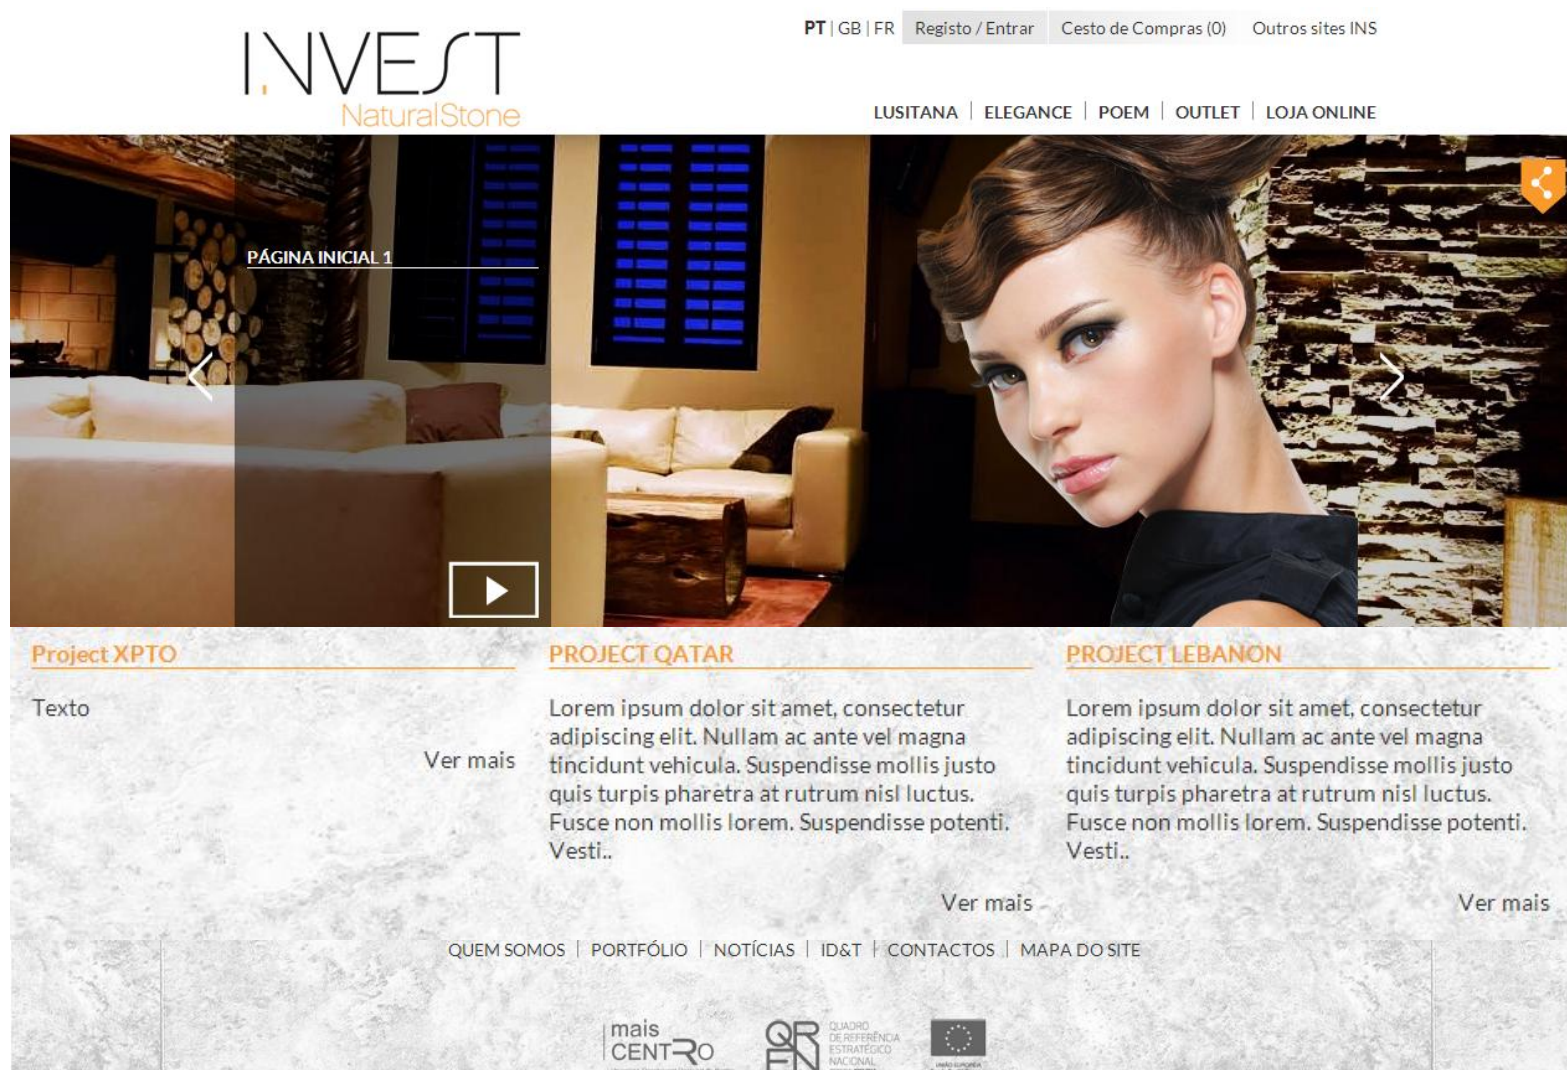 INVEST
NaturalStone
PT | GB | FR Registo / Entrar Cesto de Compras (0) Outros sites INS
LUSITANA | ELEGANCE | POEM | OUTLET | LOJA ONLINE
PÁGINA INICIAL 1
Project XPTO
Texto
Ver mais
PROJECT QATAR
Lorem ipsum dolor sit amet, consectetur
adipiscing elit. Nullam ac ante vel magna
tincidunt vehicula. Suspendisse mollis justo
quis turpis pharetra at rutrum nisl luctus.
Fusce non mollis lorem. Suspendisse potenti.
Vesti..
Ver mais
PROJECT LEBANON
Lorem ipsum dolor sit amet, consectetur
adipiscing elit. Nullam ac ante vel magna
tincidunt vehicula. Suspendisse mollis justo
quis turpis pharetra at rutrum nisl luctus.
Fusce non mollis lorem. Suspendisse potenti.
Vesti..
Ver mais
QUEM SOMOS | PORTFÓLIO | NOTÍCIAS | ID&T | CONTACTOS | MAPA DO SITE
mais
CENTRO
QREN
QUADRO
DE REFERÊNCIA
ESTRATÉGICO
NACIONAL
UNIÃO EUROPEIA